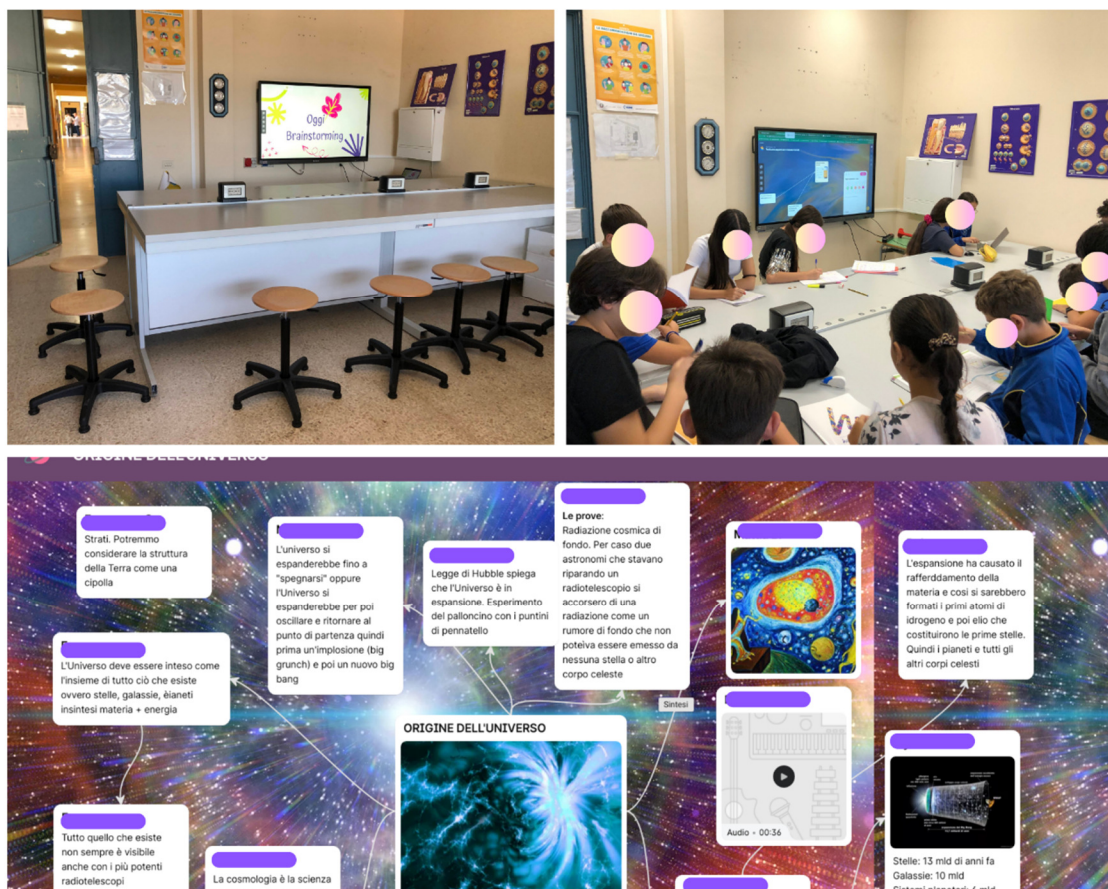 Oggi
Brainstorming
ORIGINE DELL'UNIVERSO
Strati. Potremmo
considerare la struttura
della Terra come una
cipolla
L'universo si
espanderebbe fino a
"spegnarsi" oppure
l'Universo si
espanderebbe per poi
oscillare e ritornare al
punto di partenza quindi
prima un'implosione (big
grunch) e poi un nuovo big
bang
Legge di Hubble spiega
che l'Universo è in
espansione. Esperimento
del palloncino con i puntini
di pennatello
Le prove:
Radiazione cosmica di
fondo. Per caso due
astronomi che stavano
riparando un
radiotelescopio si
accorsero di una
radiazione come un
rumore di fondo che non
poteiva essere emesso da
nessuna stella o altro
corpo celeste
L'espansione ha causato il
rafferddamento della
materia e cosi si sarebbero
formati i primi atomi di
idrogeno e poi elio che
costituirono le prime stelle.
Quindi i pianeti e tutti gli
altri corpi celesti
L'Universo deve essere inteso come
l'insieme di tutto ciò che esiste
ovvero stelle, galassie, èianeti
insintesi materia + energia
Sintesi
ORIGINE DELL'UNIVERSO
Audio • 00:36
Tutto quello che esiste
non sempre è visibile
anche con i più potenti
radiotelescopi
La cosmologia è la scienza
Stelle: 13 mld di anni fa
Galassie: 10 mld
Sistemi planetari: 4 mld